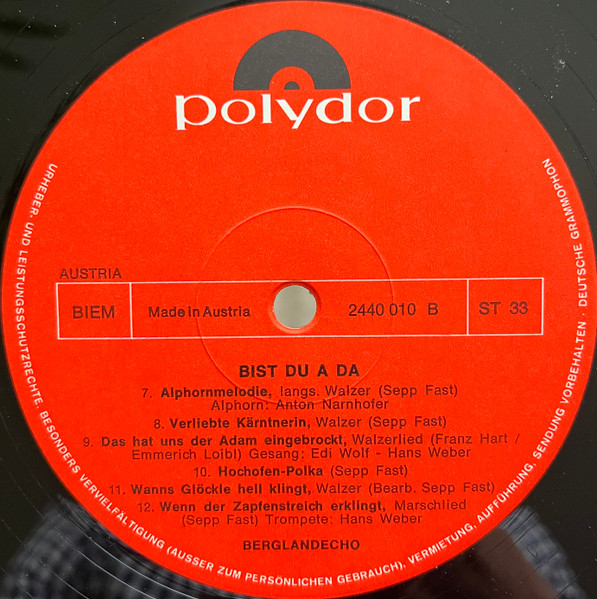 polydor
AUSTRIA
BIEM
Made in Austria
2440 010 B
ST 33
BIST DU A DA
7. Alphornmelodie, langs. Walzer (Sepp Fast)
Alphorn: Anton Narnhofer
8. Verliebte Kärntnerin, Walzer (Sepp Fast)
9. Das hat uns der Adam eingebrockt, Walzerlied (Franz Hart /
Emmerich Loibl) Gesang: Edi Wolf - Hans Weber
10. Hochofen-Polka (Sepp Fast)
11. Wanns Glöckle hell klingt, Walzer (Bearb. Sepp Fast)
12. Wenn der Zapfenstreich erklingt, Marschlied
(Sepp Fast) Trompete: Hans Weber
BERGLANDECHO
URHEBER- UND LEISTUNGSSCHUTZRECHTE, BESONDERS VERVIELFÄLTIGUNG (AUSSER ZUM PERSÖNLICHEN GEBRAUCH), VERMIETUNG, AUFFÜHRUNG, SENDUNG VORBEHALTEN · DEUTSCHE GRAMMOPHON